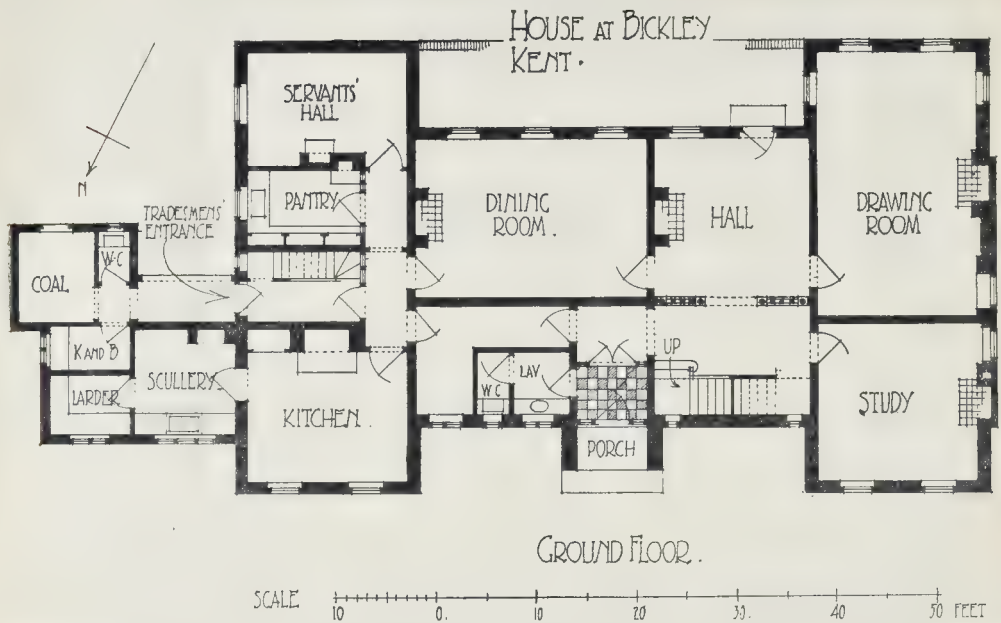 HOUSE AT BICKLEY
KENT.
N
SERVANTS'
HALL
PANTRY
TRADESMENS'
ENTRANCE
W.C
COAL
K AND B
LARDER
SCULLERY
KITCHEN.
DINING
ROOM.
HALL
DRAWING
ROOM
W C
LAV.
UP
PORCH
STUDY
GROUND FLOOR.
SCALE
10 0. 10 20 30. 40 50 FEET